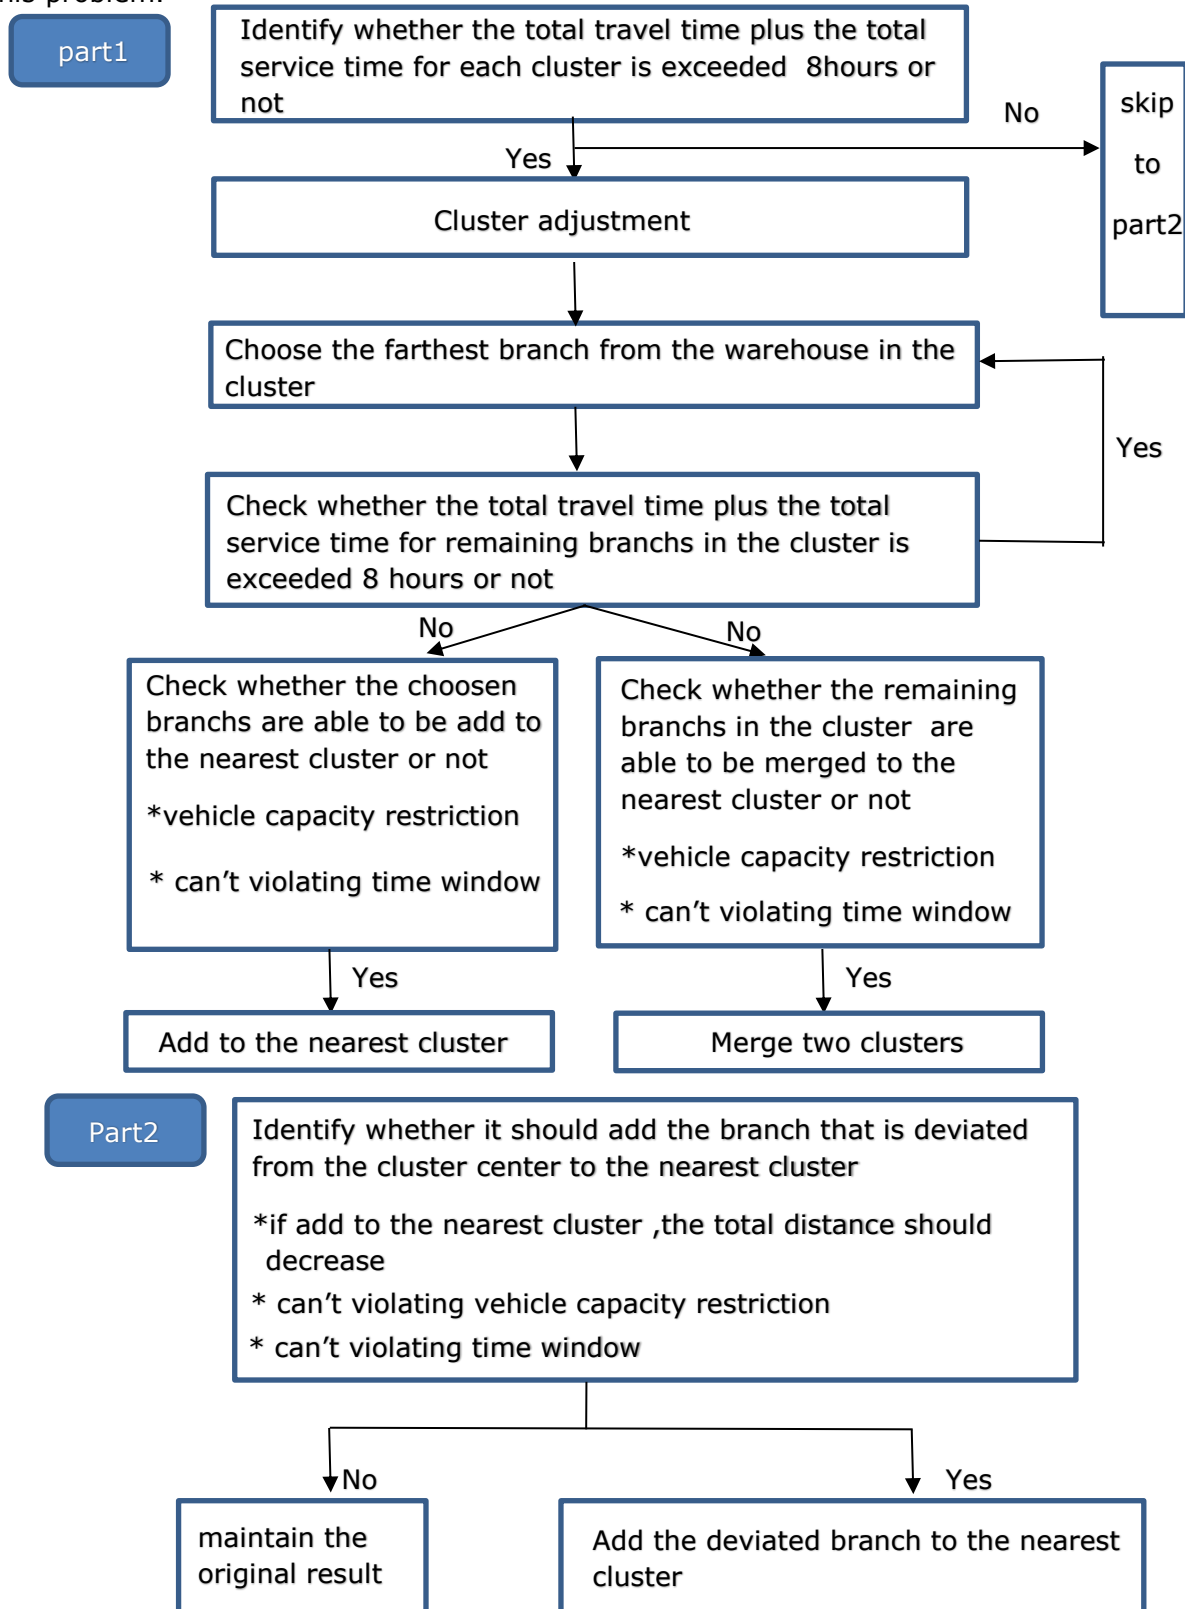 his problem.
part1
Identify whether the total travel time plus the total
service time for each cluster is exceeded 8hours or
not
No
skip
to
part2
Yes
Cluster adjustment
Choose the farthest branch from the warehouse in the
cluster
Yes
Check whether the total travel time plus the total
service time for remaining branchs in the cluster is
exceeded 8 hours or not
No
No
Check whether the choosen
branchs are able to be add to
the nearest cluster or not
*vehicle capacity restriction
* can't violating time window
Check whether the remaining
branchs in the cluster are
able to be merged to the
nearest cluster or not
*vehicle capacity restriction
* can't violating time window
Yes
Yes
Add to the nearest cluster
Merge two clusters
Part2
Identify whether it should add the branch that is deviated
from the cluster center to the nearest cluster
*if add to the nearest cluster ,the total distance should
decrease
* can't violating vehicle capacity restriction
* can't violating time window
No
Yes
maintain the
original result
Add the deviated branch to the nearest
cluster